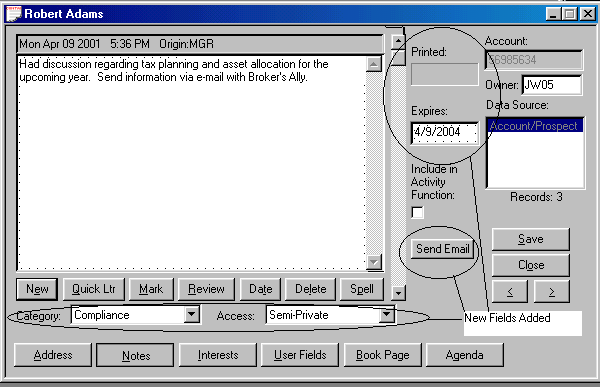 Robert Adams
Mon Apr 09 2001 5:36 PM Origin:MGR
Had discussion regarding tax planning and asset allocation for the
upcoming year. Send information via e-mail with Broker's Ally.
Printed:
Expires:
4/9/2004
Include in
Activity
Function:
Send Email
Account:
56985634
Owner: JW05
Data Source:
Account/Prospect
Records: 3
Save
Close
< >
New Quick Ltr Mark Review Date Delete Spell
Category: Compliance Access: Semi-Private
New Fields Added
Address Notes Interests User Fields Book Page Agenda